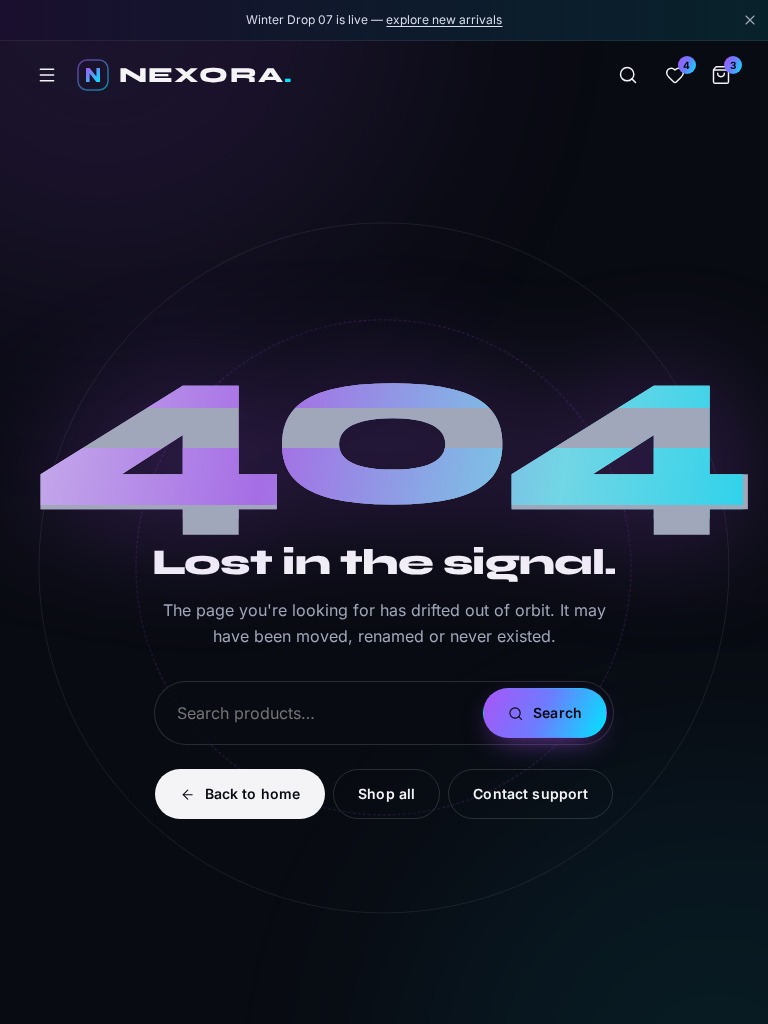 Winter Drop 07 is live — explore new arrivals
N NEXORA.
4
3
404
Lost in the signal.
The page you're looking for has drifted out of orbit. It may
have been moved, renamed or never existed.
Search products...
Search
Back to home
Shop all
Contact support